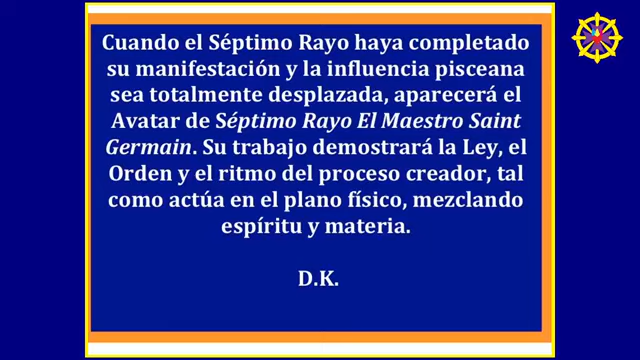 Cuando el Séptimo Rayo haya completado
su manifestación y la influencia pisceana
sea totalmente desplazada, aparecerá el
Avatar de Séptimo Rayo El Maestro Saint
Germain. Su trabajo demostrará la Ley, el
Orden y el ritmo del proceso creador, tal
como actúa en el plano físico, mezclando
espíritu y materia.
D.K.